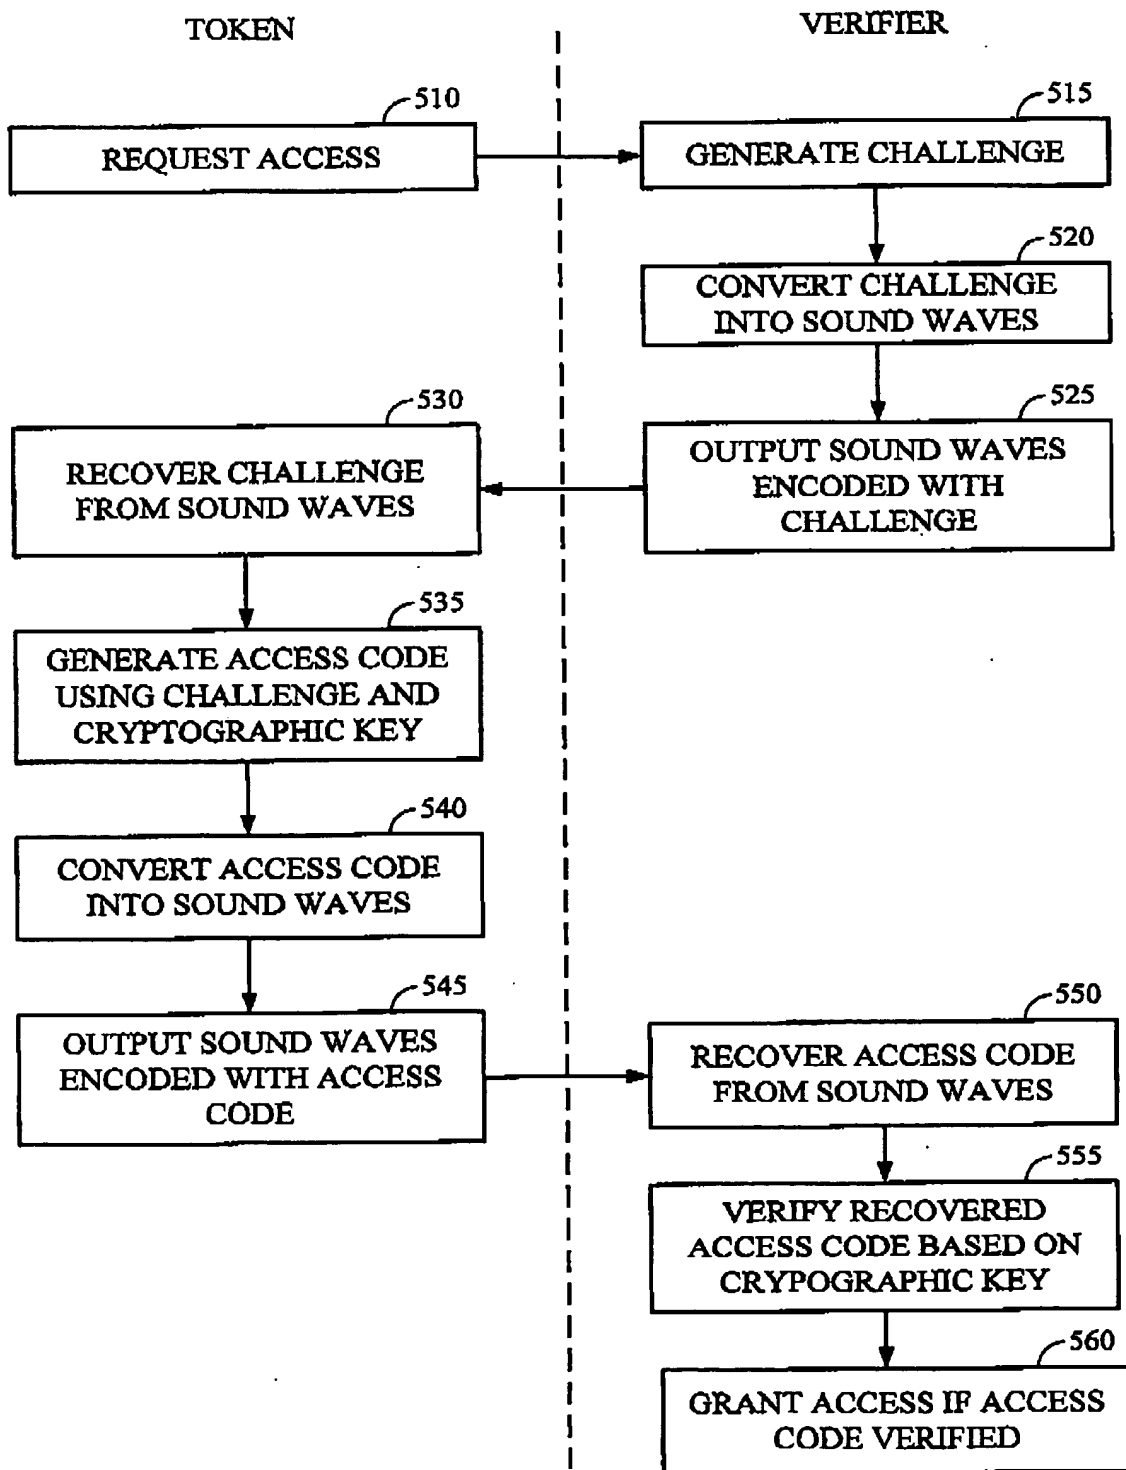 TOKEN
VERIFIER
510
REQUEST ACCESS
515
GENERATE CHALLENGE
520
CONVERT CHALLENGE
INTO SOUND WAVES
525
OUTPUT SOUND WAVES
ENCODED WITH
CHALLENGE
530
RECOVER CHALLENGE
FROM SOUND WAVES
535
GENERATE ACCESS CODE
USING CHALLENGE AND
CRYPTOGRAPHIC KEY
540
CONVERT ACCESS CODE
INTO SOUND WAVES
545
OUTPUT SOUND WAVES
ENCODED WITH ACCESS
CODE
550
RECOVER ACCESS CODE
FROM SOUND WAVES
555
VERIFY RECOVERED
ACCESS CODE BASED ON
CRYPOGRAPHIC KEY
560
GRANT ACCESS IF ACCESS
CODE VERIFIED